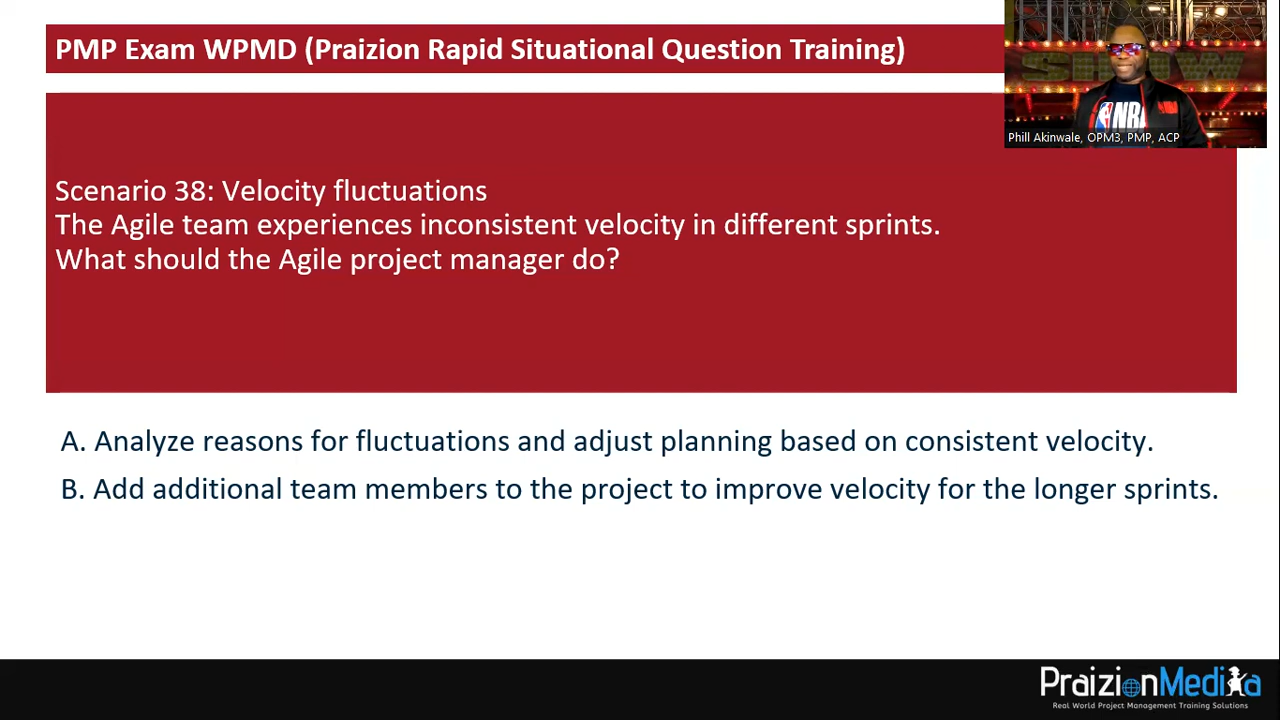 PMP Exam WPMD (Praizion Rapid Situational Question Training)
Phill Akinwale, OPM3, PMP, ACP
Scenario 38: Velocity fluctuations
The Agile team experiences inconsistent velocity in different sprints.
What should the Agile project manager do?
A. Analyze reasons for fluctuations and adjust planning based on consistent velocity.
B. Add additional team members to the project to improve velocity for the longer sprints.
PraizionMedia
Real World Project Management Training Solutions